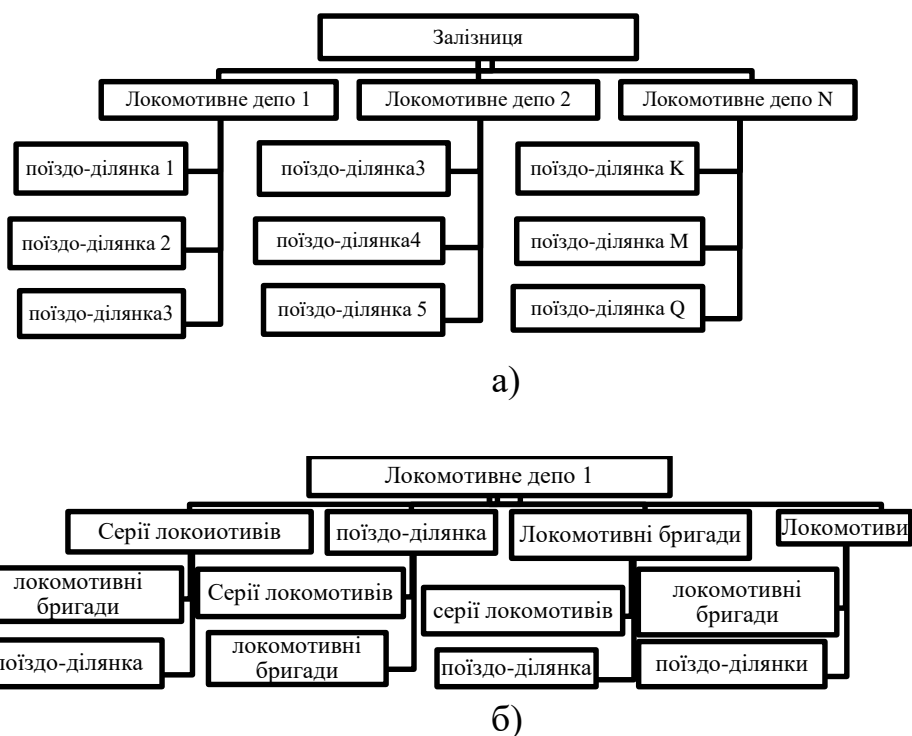 Залізниця
Локомотивне депо 1
Локомотивне депо 2
Локомотивне депо N
поїздо-ділянка 1
поїздо-ділянка3
поїздо-ділянка K
поїздо-ділянка 2
поїздо-ділянка4
поїздо-ділянка M
поїздо-ділянка3
поїздо-ділянка 5
поїздо-ділянка Q
а)
Локомотивне депо 1
Серії локоиотивів
поїздо-ділянка
Локомотивні бригади
Локомотиви
локомотивні
бригади
Серії локомотивів
серії локомотивів
локомотивні
бригади
поїздо-ділянка
локомотивні
бригади
поїздо-ділянка
поїздо-ділянки
б)